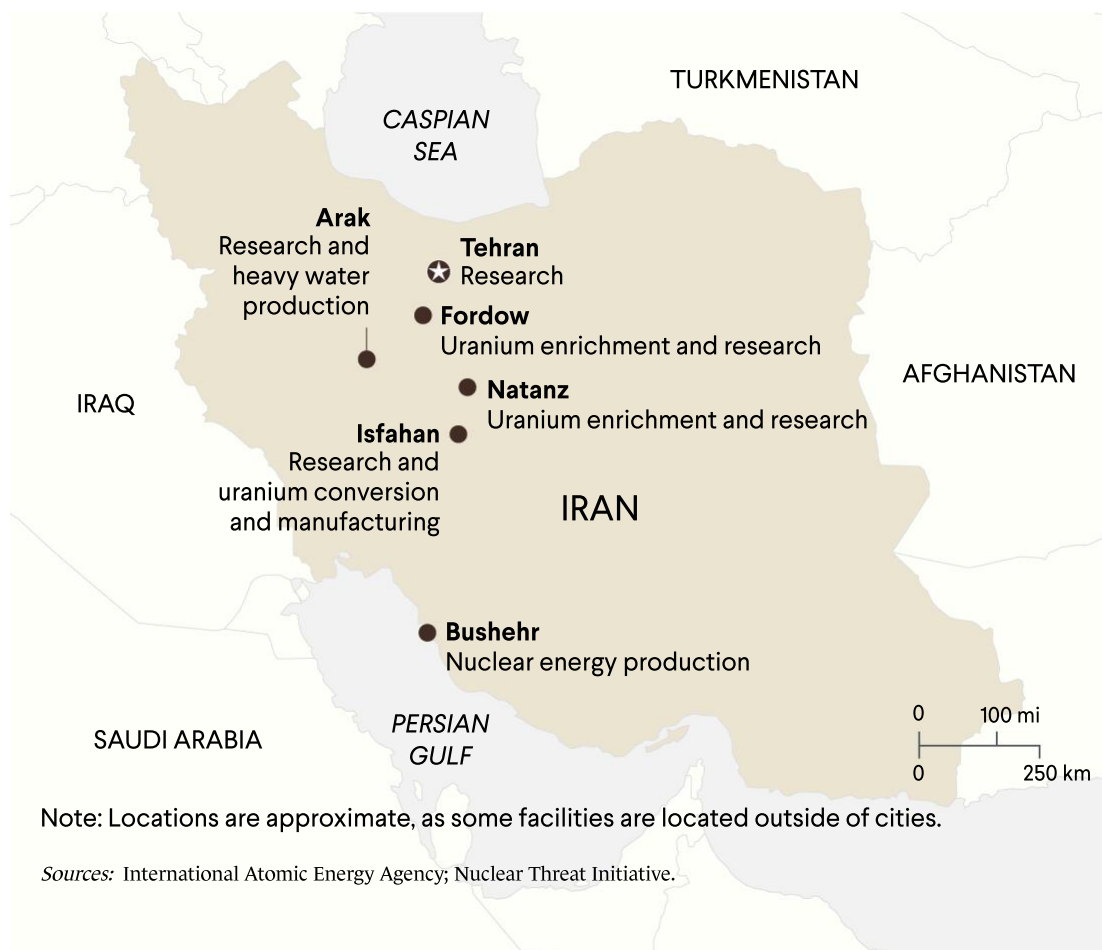 TURKMENISTAN
CASPIAN
SEA
Arak
Research and
heavy water
production
Tehran
Research
Fordow
Uranium enrichment and research
IRAQ
AFGHANISTAN
Natanz
Uranium enrichment and research
Isfahan
Research and
uranium conversion
and manufacturing
IRAN
Bushehr
Nuclear energy production
SAUDI ARABIA
PERSIAN
GULF
0 100 mi
0 250 km
Note: Locations are approximate, as some facilities are located outside of cities.
Sources: International Atomic Energy Agency; Nuclear Threat Initiative.